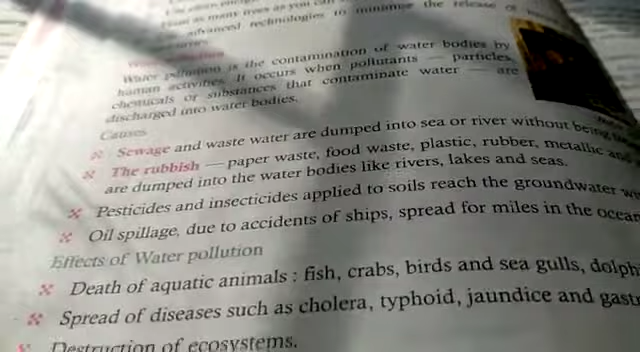 as many trees as you can
advanced technologies to minimise the release of
Water pollution is the contamination of water bodies by
human activities. It occurs when pollutants — particles,
chemicals or substances that contaminate water — are
discharged into water bodies.
Causes
Sewage and waste water are dumped into sea or river without being
The rubbish — paper waste, food waste, plastic, rubber, metallic and
are dumped into the water bodies like rivers, lakes and seas.
Pesticides and insecticides applied to soils reach the groundwater
Oil spillage, due to accidents of ships, spread for miles in the ocean
Effects of Water pollution
Death of aquatic animals : fish, crabs, birds and sea gulls,
Spread of diseases such as cholera, typhoid, jaundice and
Destruction of ecosystems.